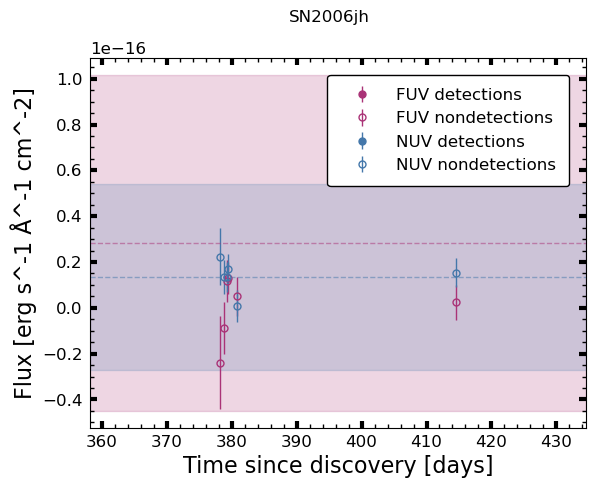 SN2006jh
1e−16
FUV detections
FUV nondetections
NUV detections
NUV nondetections
1.0
0.8
0.6
0.4
0.2
0.0
−0.2
−0.4
Flux [erg s^-1 Å^-1 cm^-2]
360 370 380 390 400 410 420 430
Time since discovery [days]